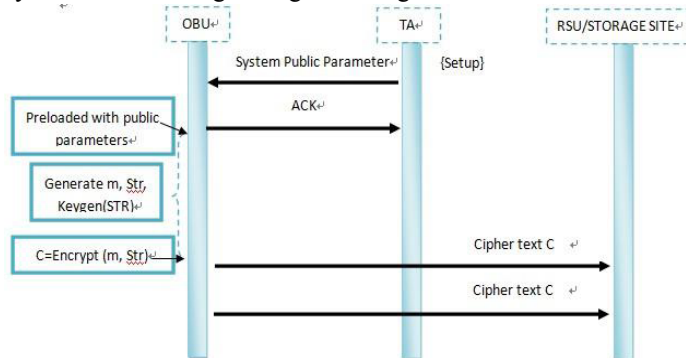 OBU
TA
RSU/STORAGE SITE
System Public Parameter
{Setup}
ACK
Preloaded with public
parameters
Generate m, Str,
Keygen(STR)
C=Encrypt (m, Str)
Cipher text C
Cipher text C